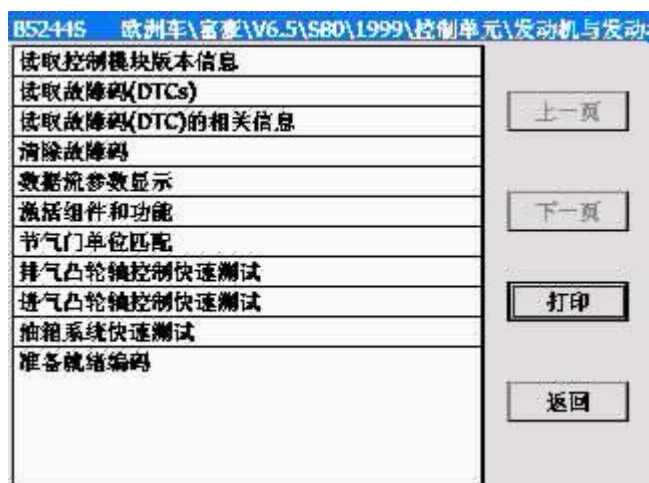 B5244S 欧洲车\富豪\V6.5\S80\1999\控制单元\发动机与发动
读取控制模块版本信息
读取故障码(DTCs)
读取故障码(DTC)的相关信息
清除故障码
数据流参数显示
激活组件和功能
节气门单位匹配
排气凸轮轴控制快速测试
进气凸轮轴控制快速测试
油箱系统快速测试
准备就绪编码
上一页
下一页
打印
返回